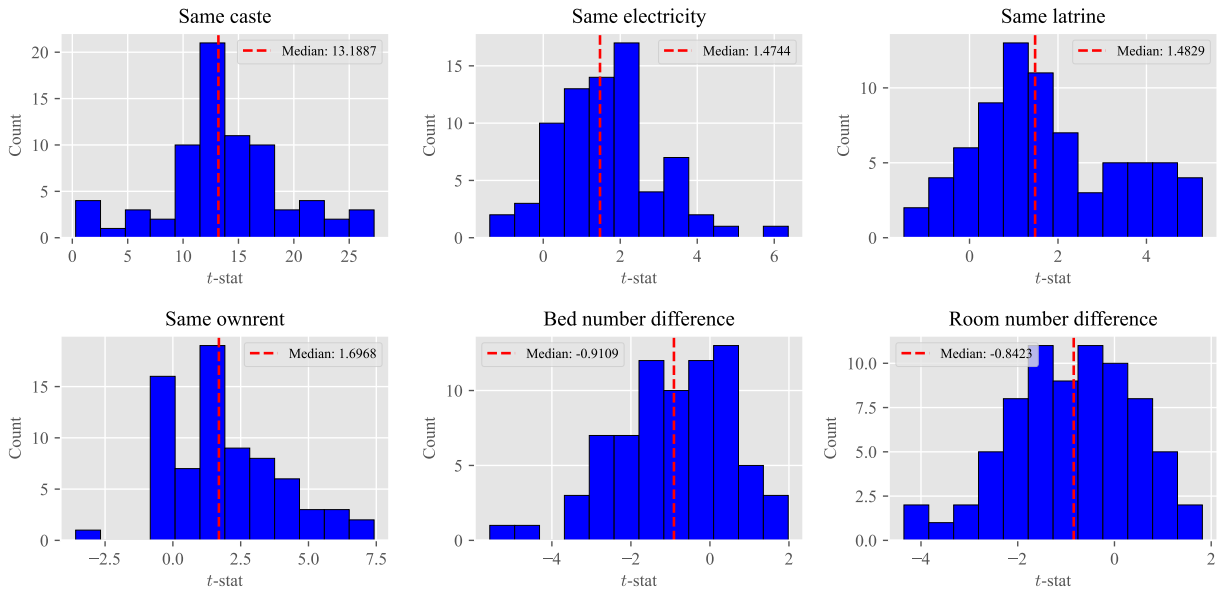 Same caste
Median: 13.1887
Count
0
5
10
15
20
0
5
10
15
20
25
t-stat
Same electricity
Median: 1.4744
Count
0
5
10
15
0
2
4
6
t-stat
Same latrine
Median: 1.4829
Count
0
5
10
0
2
4
t-stat
Same ownrent
Median: 1.6968
Count
0
5
10
15
−2.5
0.0
2.5
5.0
7.5
t-stat
Bed number difference
Median: -0.9109
Count
0
5
10
−4
−2
0
2
t-stat
Room number difference
Median: -0.8423
Count
0.0
2.5
5.0
7.5
10.0
−4
−2
0
2
t-stat